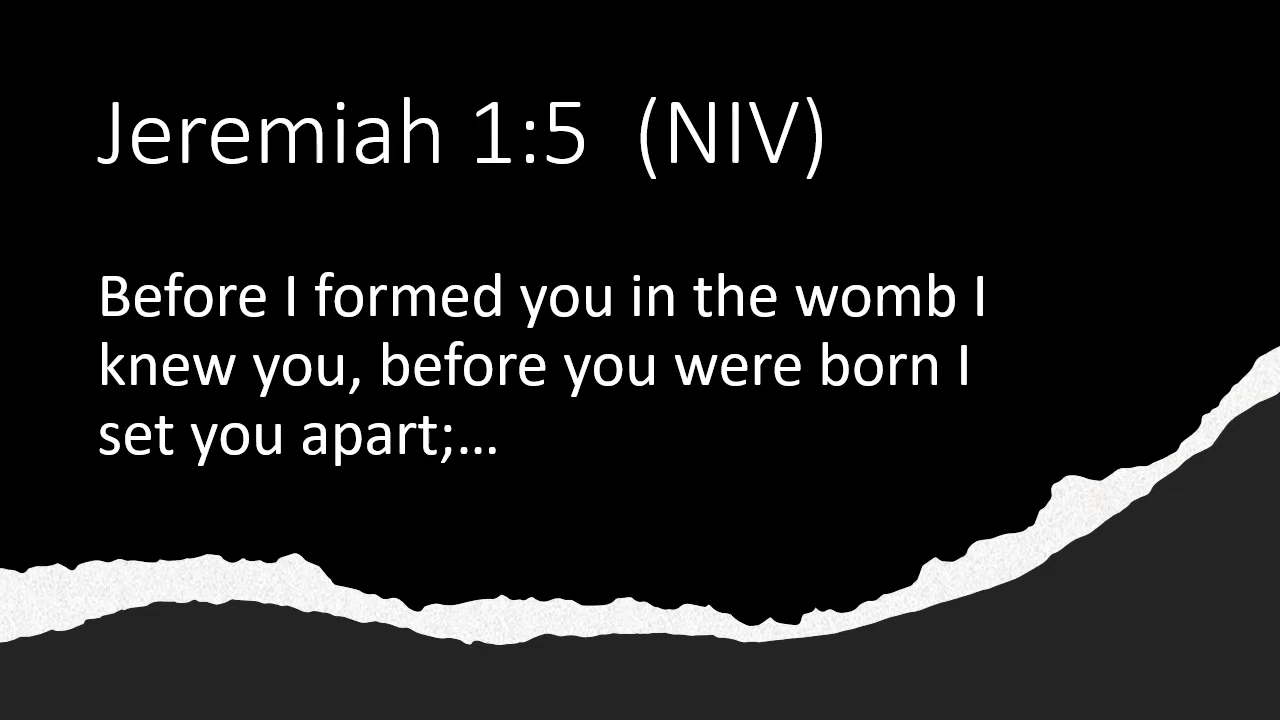 Jeremiah 1:5  (NIV)
Before I formed you in the womb I
knew you, before you were born I
set you apart;…